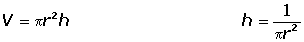 V = πr²h
h = 1/πr²